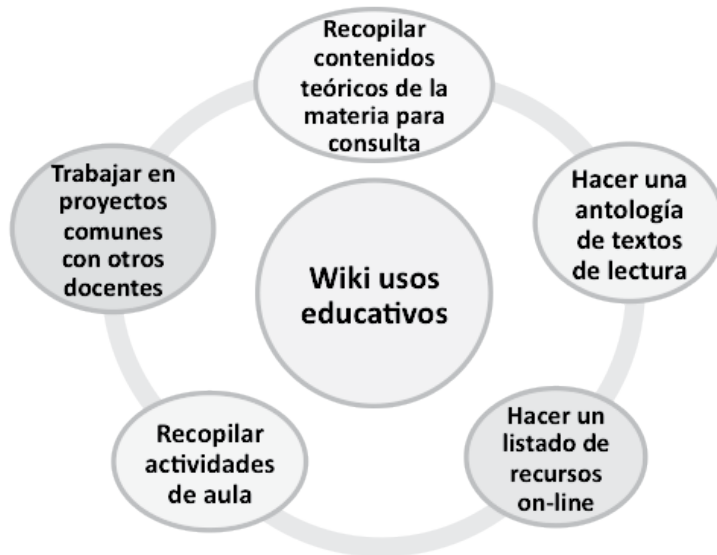 Recopilar
contenidos
teóricos de la
materia para
consulta
Hacer una
antología
de textos
de lectura
Hacer un
listado de
recursos
on-line
Recopilar
actividades
de aula
Trabajar en
proyectos
comunes
con otros
docentes
Wiki usos
educativos